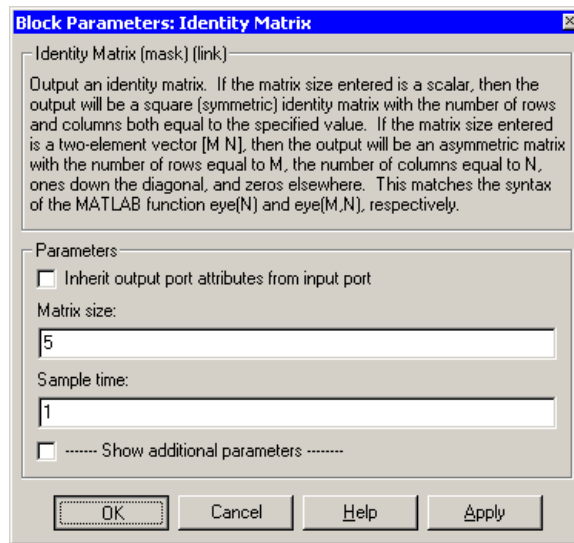 Block Parameters: Identity Matrix
Identity Matrix (mask) (link)
Output an identity matrix.  If the matrix size entered is a scalar, then the
output will be a square (symmetric) identity matrix with the number of rows
and columns both equal to the specified value.  If the matrix size entered
is a two-element vector [M N], then the output will be an asymmetric matrix
with the number of rows equal to M, the number of columns equal to N,
ones down the diagonal, and zeros elsewhere.  This matches the syntax
of the MATLAB function eye(N) and eye(M,N), respectively.
Parameters
Inherit output port attributes from input port
Matrix size:
5
Sample time:
1
------- Show additional parameters --------
OK Cancel Help Apply